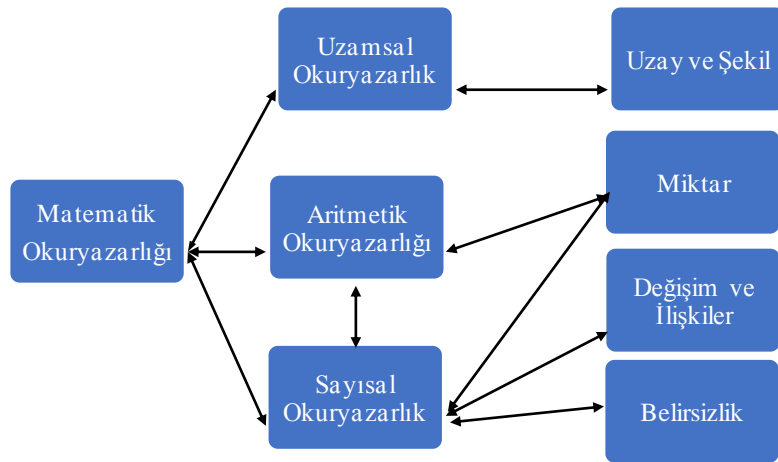 Uzamsal
Okuryazarlık
Uzay ve Şekil
Matematik
Okuryazarlığı
Aritmetik
Okuryazarlığı
Miktar
Değişim ve
İlişkiler
Sayısal
Okuryazarlık
Belirsizlik